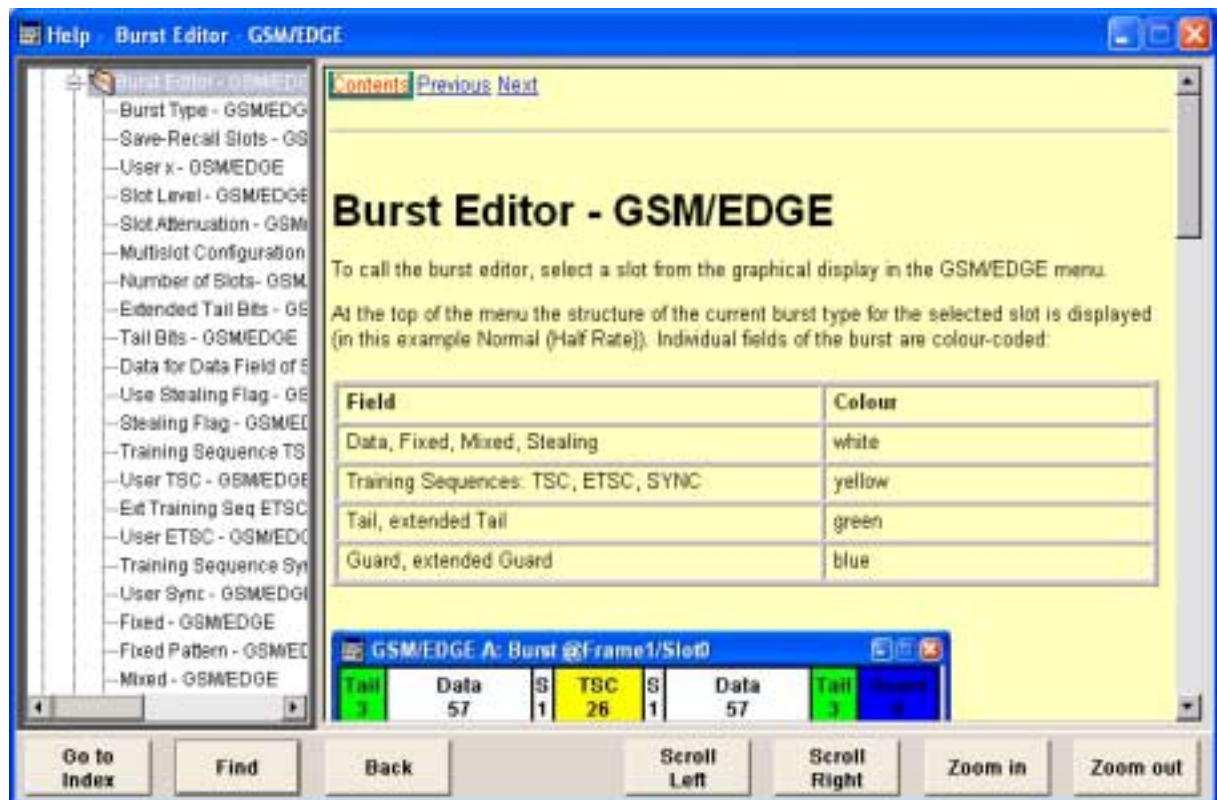 Help - Burst Editor - GSM/EDGE
Burst Editor - GSM/EDGE
Burst Type - GSM/EDG
Save-Recall Slots - GS
User x - GSM/EDGE
Slot Level - GSM/EDGE
Slot Attenuation - GSM/
Multislot Configuration
Number of Slots- GSM,
Extended Tail Bits - GS
Tail Bits - GSM/EDGE
Data for Data Field of S
Use Stealing Flag - GS
Stealing Flag - GSM/ED
Training Sequence TS
User TSC - GSM/EDGE
Ext Training Seq ETSC
User ETSC - GSM/EDG
Training Sequence Syn
User Sync - GSM/EDGE
Fixed - GSM/EDGE
Fixed Pattern - GSM/ED
Mixed - GSM/EDGE
Contents Previous Next
Burst Editor - GSM/EDGE
To call the burst editor, select a slot from the graphical display in the GSM/EDGE menu.
At the top of the menu the structure of the current burst type for the selected slot is displayed
(in this example Normal (Half Rate)). Individual fields of the burst are colour-coded:
Field Colour
Data, Fixed, Mixed, Stealing white
Training Sequences: TSC, ETSC, SYNC yellow
Tail, extended Tail green
Guard, extended Guard blue
GSM/EDGE A: Burst @Frame1/Slot0
Tail Data S TSC S Data Tail Guard
3 57 1 26 1 57 3
Go to Index
Find
Back
Scroll Left
Scroll Right
Zoom in
Zoom out